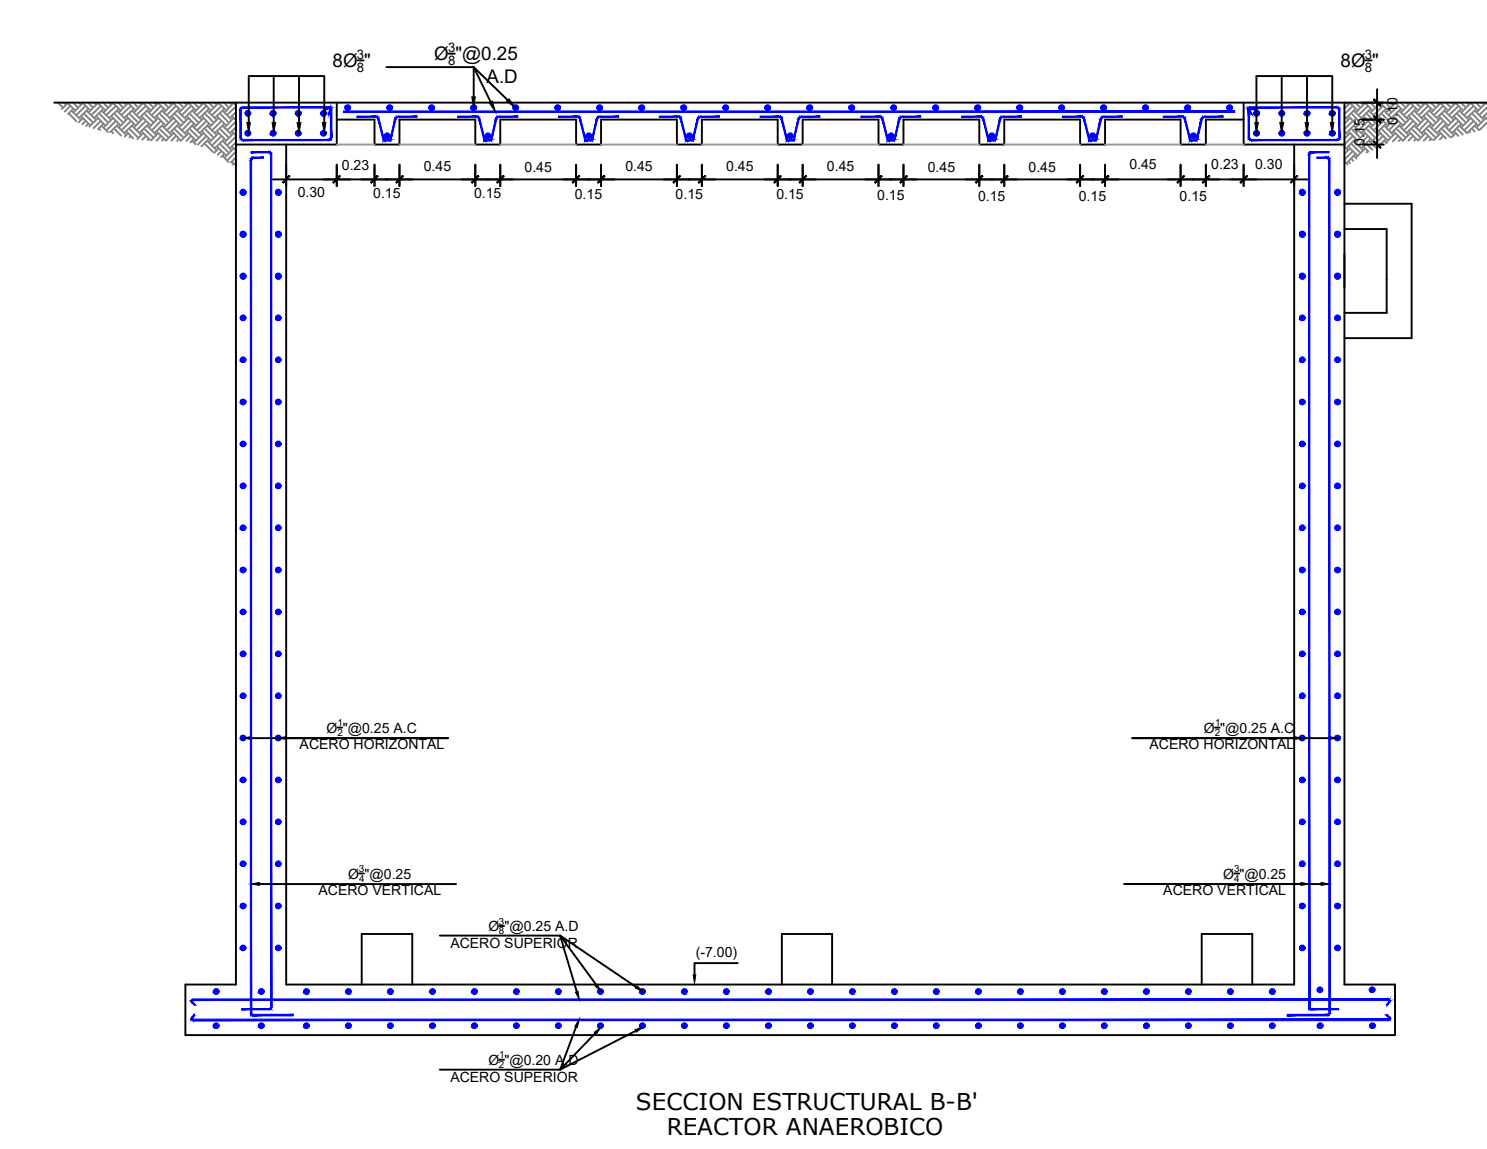 8Ø3/8"
Ø3/8"@0.25
A.D
8Ø3/8"
0.10
0.15
0.23 0.45 0.45 0.45 0.45 0.45 0.45 0.45 0.45 0.23 0.30
0.30 0.15 0.15 0.15 0.15 0.15 0.15 0.15 0.15 0.15
Ø1/2"@0.25 A.C
ACERO HORIZONTAL
Ø1/2"@0.25 A.C
ACERO HORIZONTAL
Ø3/4"@0.25
ACERO VERTICAL
Ø3/4"@0.25
ACERO VERTICAL
Ø3/8"@0.25 A.D
ACERO SUPERIOR
(-7.00)
Ø1/2"@0.20 A.D
ACERO SUPERIOR
SECCION ESTRUCTURAL B-B'
REACTOR ANAEROBICO